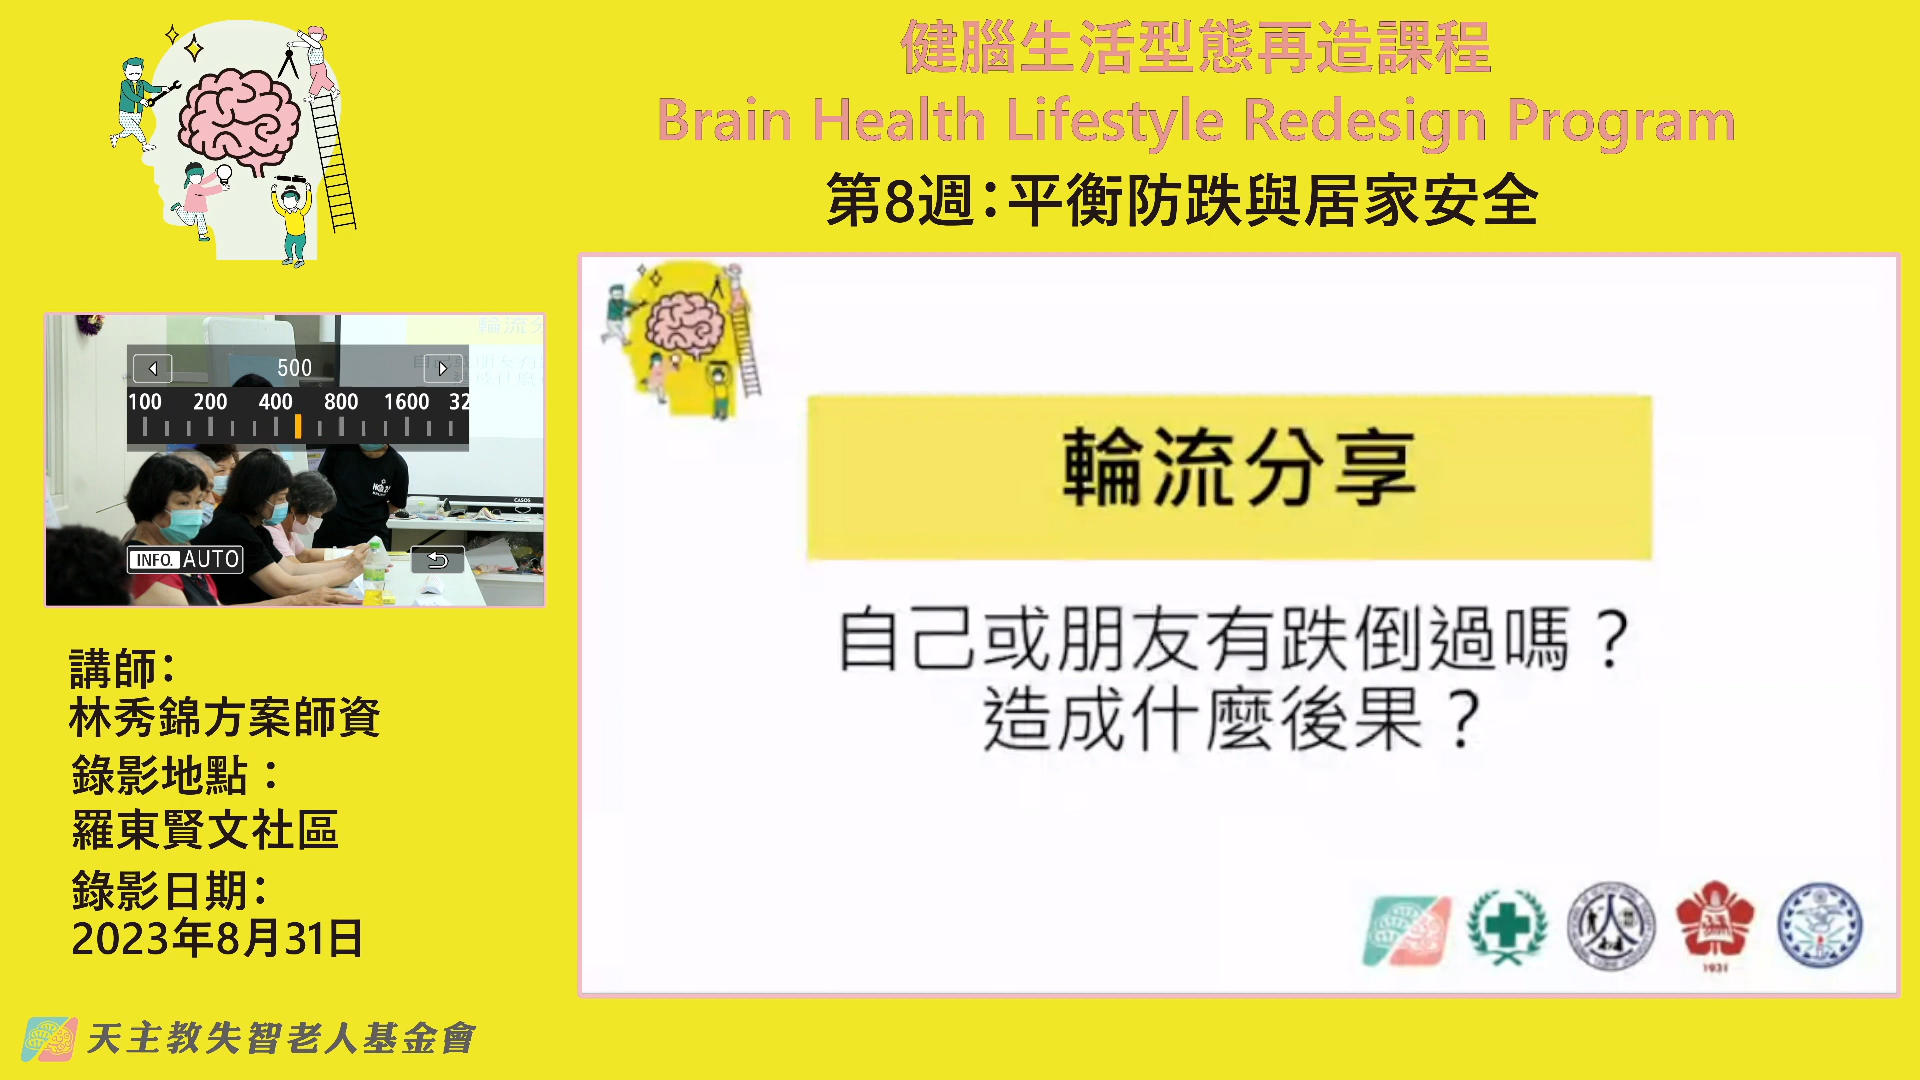 健腦生活型態再造課程
Brain Health Lifestyle Redesign Program
第8週:平衡防跌與居家安全
500
100 200 400 800 1600 32
INFO. AUTO
CASOS
輪流分享
自己或朋友有跌倒過嗎？
造成什麼後果？
1931
講師:
林秀錦方案師資
錄影地點：
羅東賢文社區
錄影日期:
2023年8月31日
天主教失智老人基金會